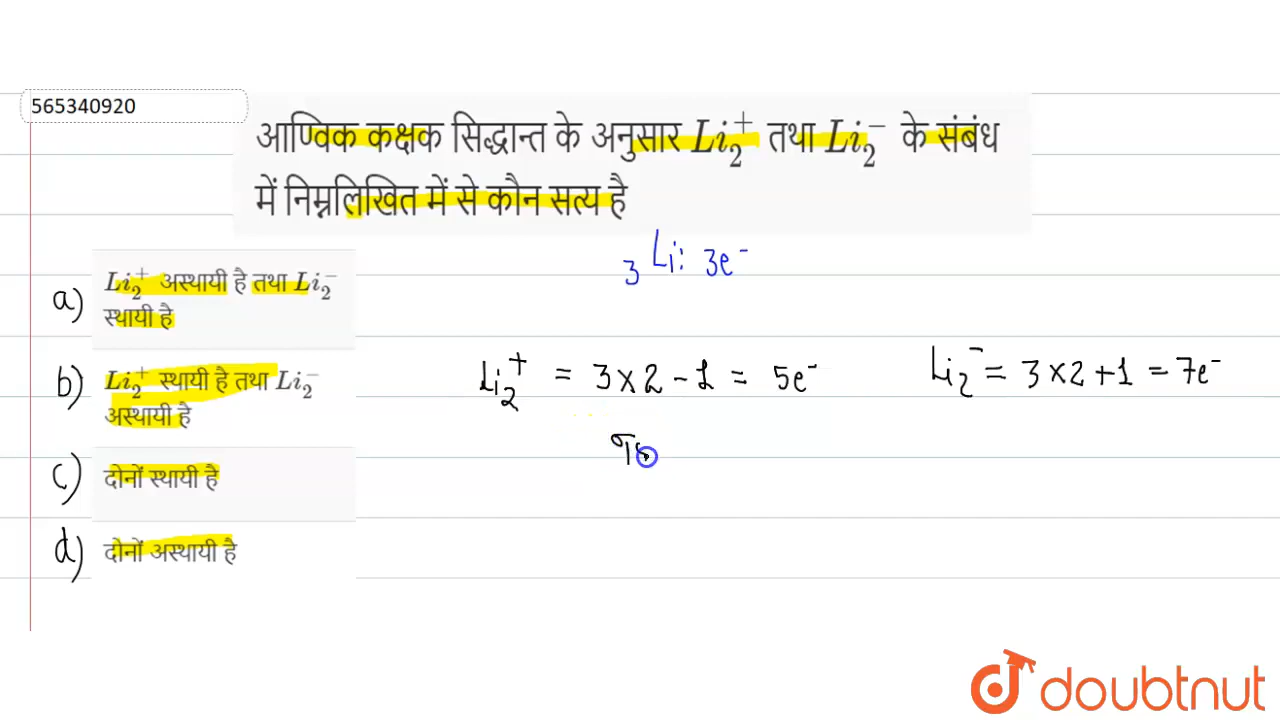 565340920
आण्विक कक्षक सिद्धान्त के अनुसार Li₂⁺ तथा Li₂⁻ के संबंध
में निम्नलिखित में से कौन सत्य है
₃Li: 3e⁻
a) Li₂⁺ अस्थायी है तथा Li₂⁻
स्थायी है
b) Li₂⁺ स्थायी है तथा Li₂⁻
अस्थायी है
c) दोनों स्थायी है
d) दोनों अस्थायी है
Li₂⁺ = 3×2-1 = 5e⁻
Li₂⁻ = 3×2+1 = 7e⁻
doubtnut